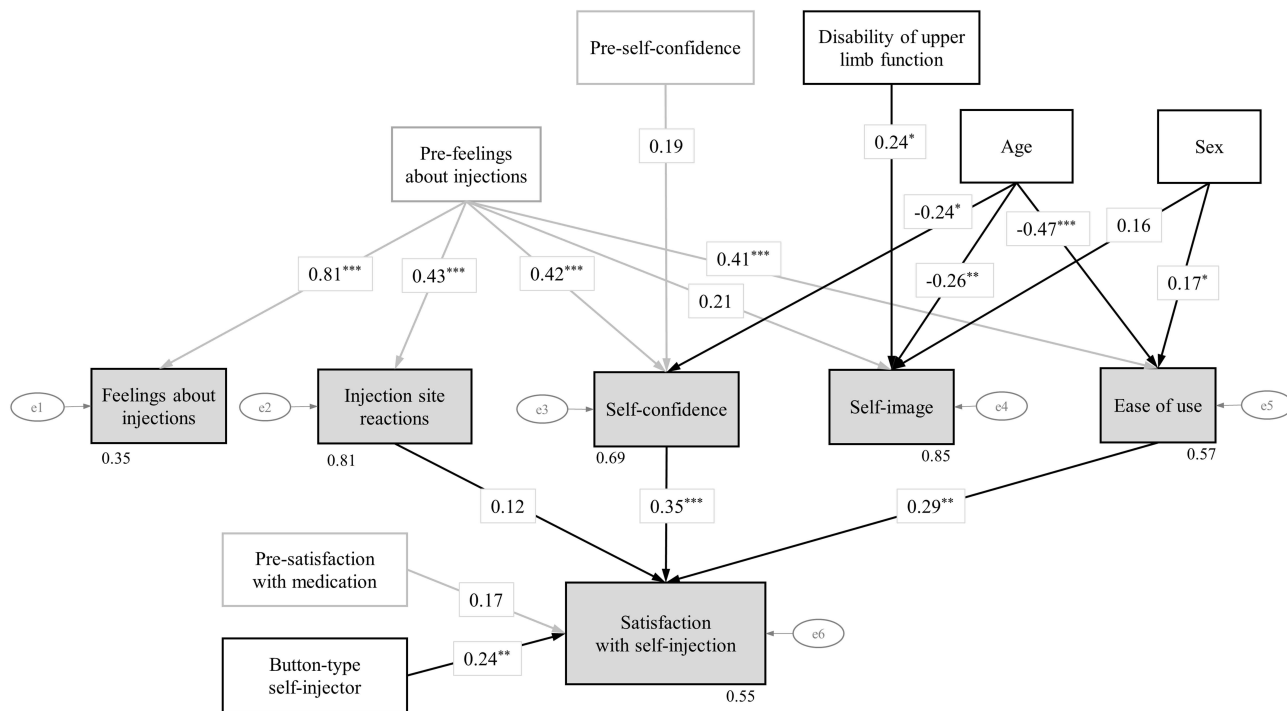 Pre-self-confidence
Disability of upper
limb function
Age
Sex
Pre-feelings
about injections
0.19
0.24*
-0.24*
-0.47***
0.16
0.81***
0.43***
0.42***
0.41***
0.21
-0.26**
0.17*
e1
Feelings about
injections
0.35
e2
Injection site
reactions
0.81
e3
Self-confidence
0.69
Self-image
0.85
e4
Ease of use
0.57
e5
0.12
0.35***
0.29**
Pre-satisfaction
with medication
0.17
Button-type
self-injector
0.24**
Satisfaction
with self-injection
0.55
e6